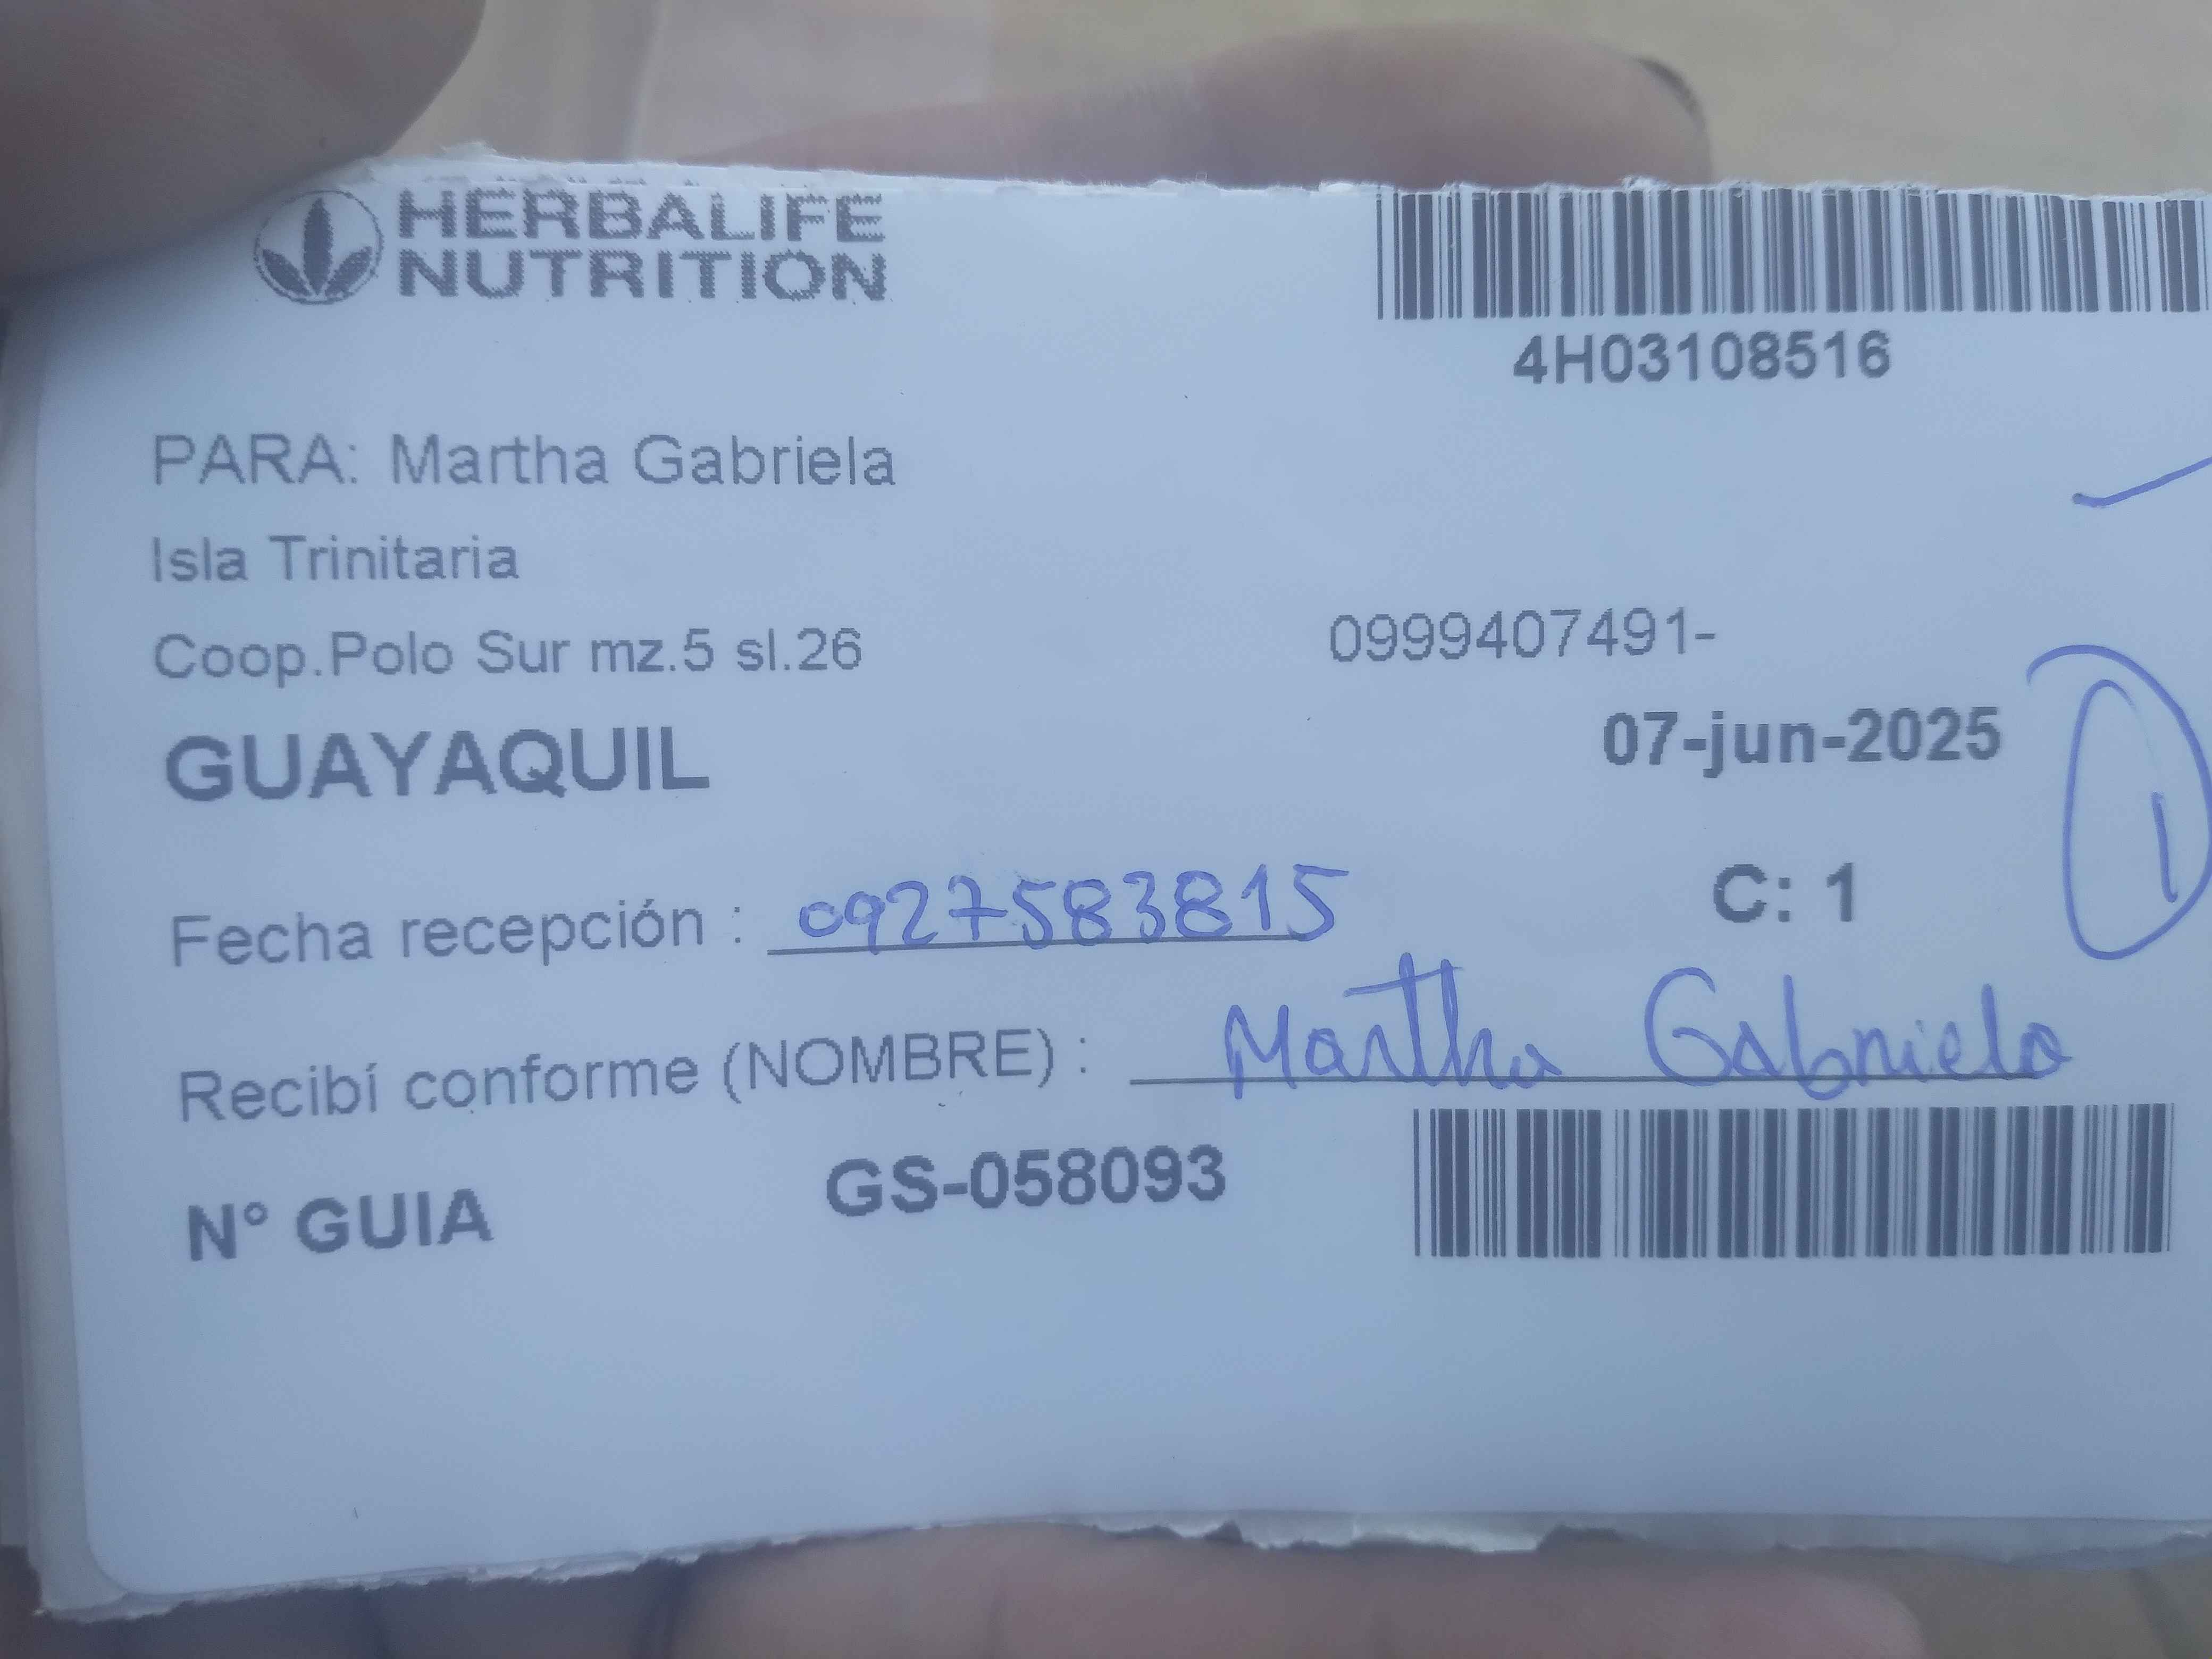 HERBALIFE
NUTRITION
4H03108516
PARA: Martha Gabriela
Isla Trinitaria
Coop.Polo Sur mz.5 sl.26
0999407491-
GUAYAQUIL
07-jun-2025
1
Fecha recepción : 0927583815
C: 1
Recibí conforme (NOMBRE) : Martha Gabriela
N° GUIA GS-058093